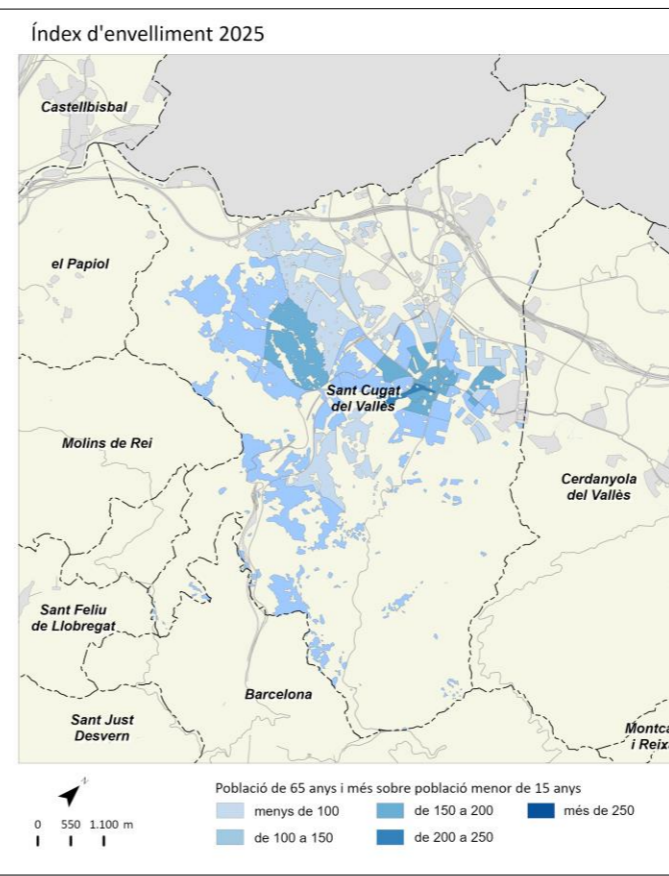 Índex d'envelliment 2025
Castellbisbal
el Papiol
Sant Cugat
del Vallès
Molins de Rei
Cerdanyola
del Vallès
Sant Feliu
de Llobregat
Barcelona
Sant Just
Desvern
Montca
i Reixa
N
0 550 1.100 m
Població de 65 anys i més sobre població menor de 15 anys
menys de 100
de 150 a 200
més de 250
de 100 a 150
de 200 a 250